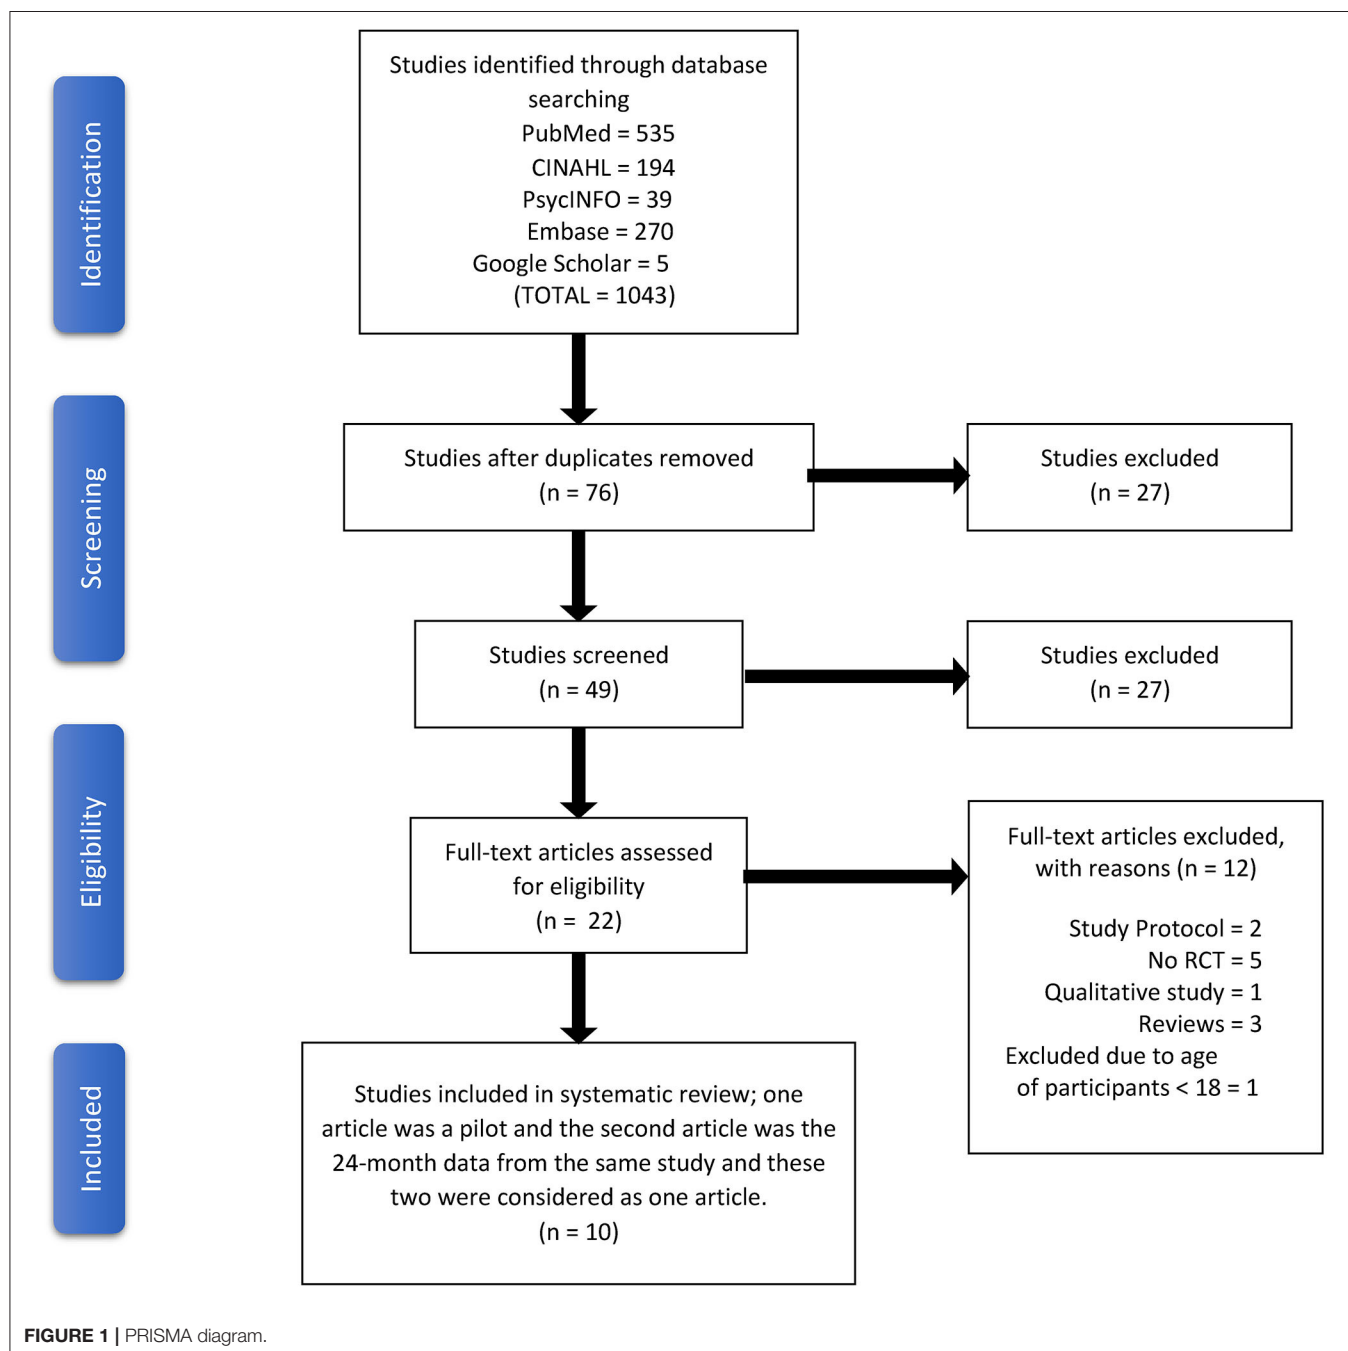 Identification
Studies identified through database
searching
PubMed = 535
CINAHL = 194
PsycINFO = 39
Embase = 270
Google Scholar = 5
(TOTAL = 1043)
Screening
Studies after duplicates removed
(n = 76)
Studies excluded
(n = 27)
Studies screened
(n = 49)
Studies excluded
(n = 27)
Eligibility
Full-text articles assessed
for eligibility
(n = 22)
Full-text articles excluded,
with reasons (n = 12)
Study Protocol = 2
No RCT = 5
Qualitative study = 1
Reviews = 3
Excluded due to age
of participants < 18 = 1
Included
Studies included in systematic review; one
article was a pilot and the second article was the
24-month data from the same study and these
two were considered as one article.
(n = 10)
FIGURE 1 | PRISMA diagram.